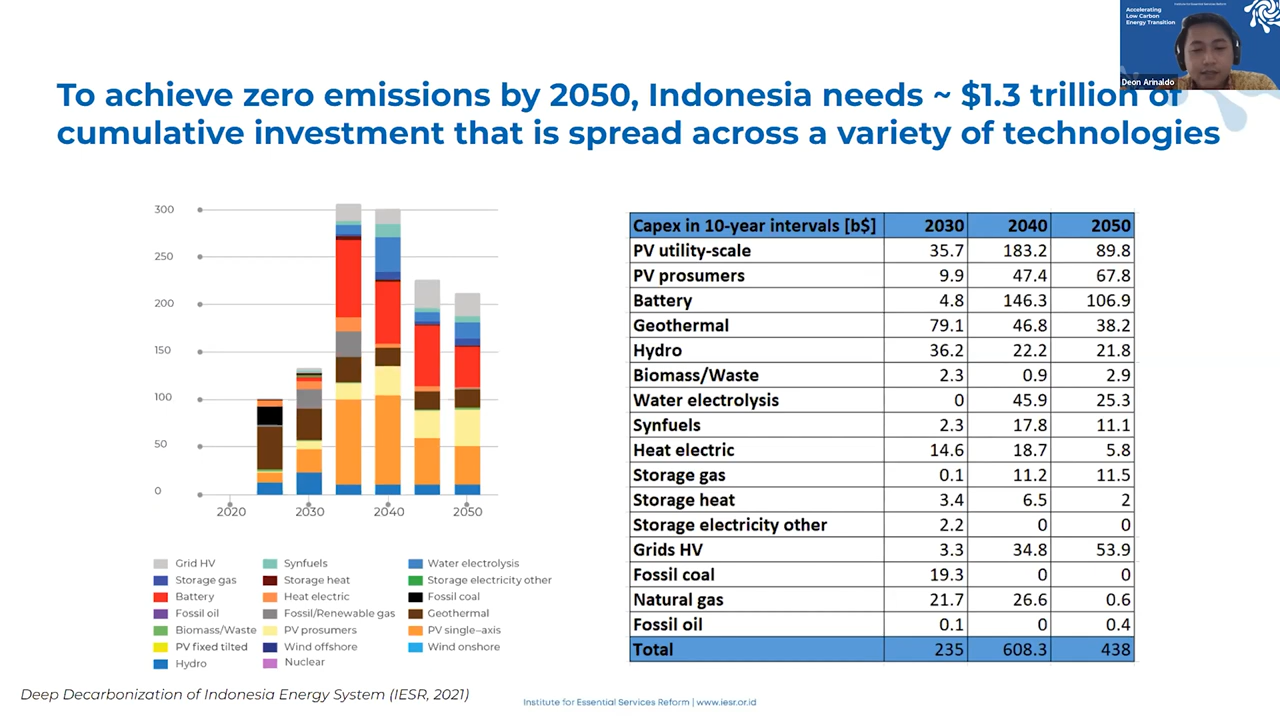 Institute for Essential Services Reform
Accelerating
Low Carbon
Energy Transition
Deon Arinaldo
To achieve zero emissions by 2050, Indonesia needs ~ $1.3 trillion of
cumulative investment that is spread across a variety of technologies
300
250
200
150
100
50
0
2020 2030 2040 2050
Grid HV Synfuels Water electrolysis
Storage gas Storage heat Storage electricity other
Battery Heat electric Fossil coal
Fossil oil Fossil/Renewable gas Geothermal
Biomass/Waste PV prosumers PV single-axis
PV fixed tilted Wind offshore Wind onshore
Hydro Nuclear
Capex in 10-year intervals [b$] 2030 2040 2050
PV utility-scale 35.7 183.2 89.8
PV prosumers 9.9 47.4 67.8
Battery 4.8 146.3 106.9
Geothermal 79.1 46.8 38.2
Hydro 36.2 22.2 21.8
Biomass/Waste 2.3 0.9 2.9
Water electrolysis 0 45.9 25.3
Synfuels 2.3 17.8 11.1
Heat electric 14.6 18.7 5.8
Storage gas 0.1 11.2 11.5
Storage heat 3.4 6.5 2
Storage electricity other 2.2 0 0
Grids HV 3.3 34.8 53.9
Fossil coal 19.3 0 0
Natural gas 21.7 26.6 0.6
Fossil oil 0.1 0 0.4
Total 235 608.3 438
Deep Decarbonization of Indonesia Energy System (IESR, 2021)
Institute for Essential Services Reform | www.iesr.or.id